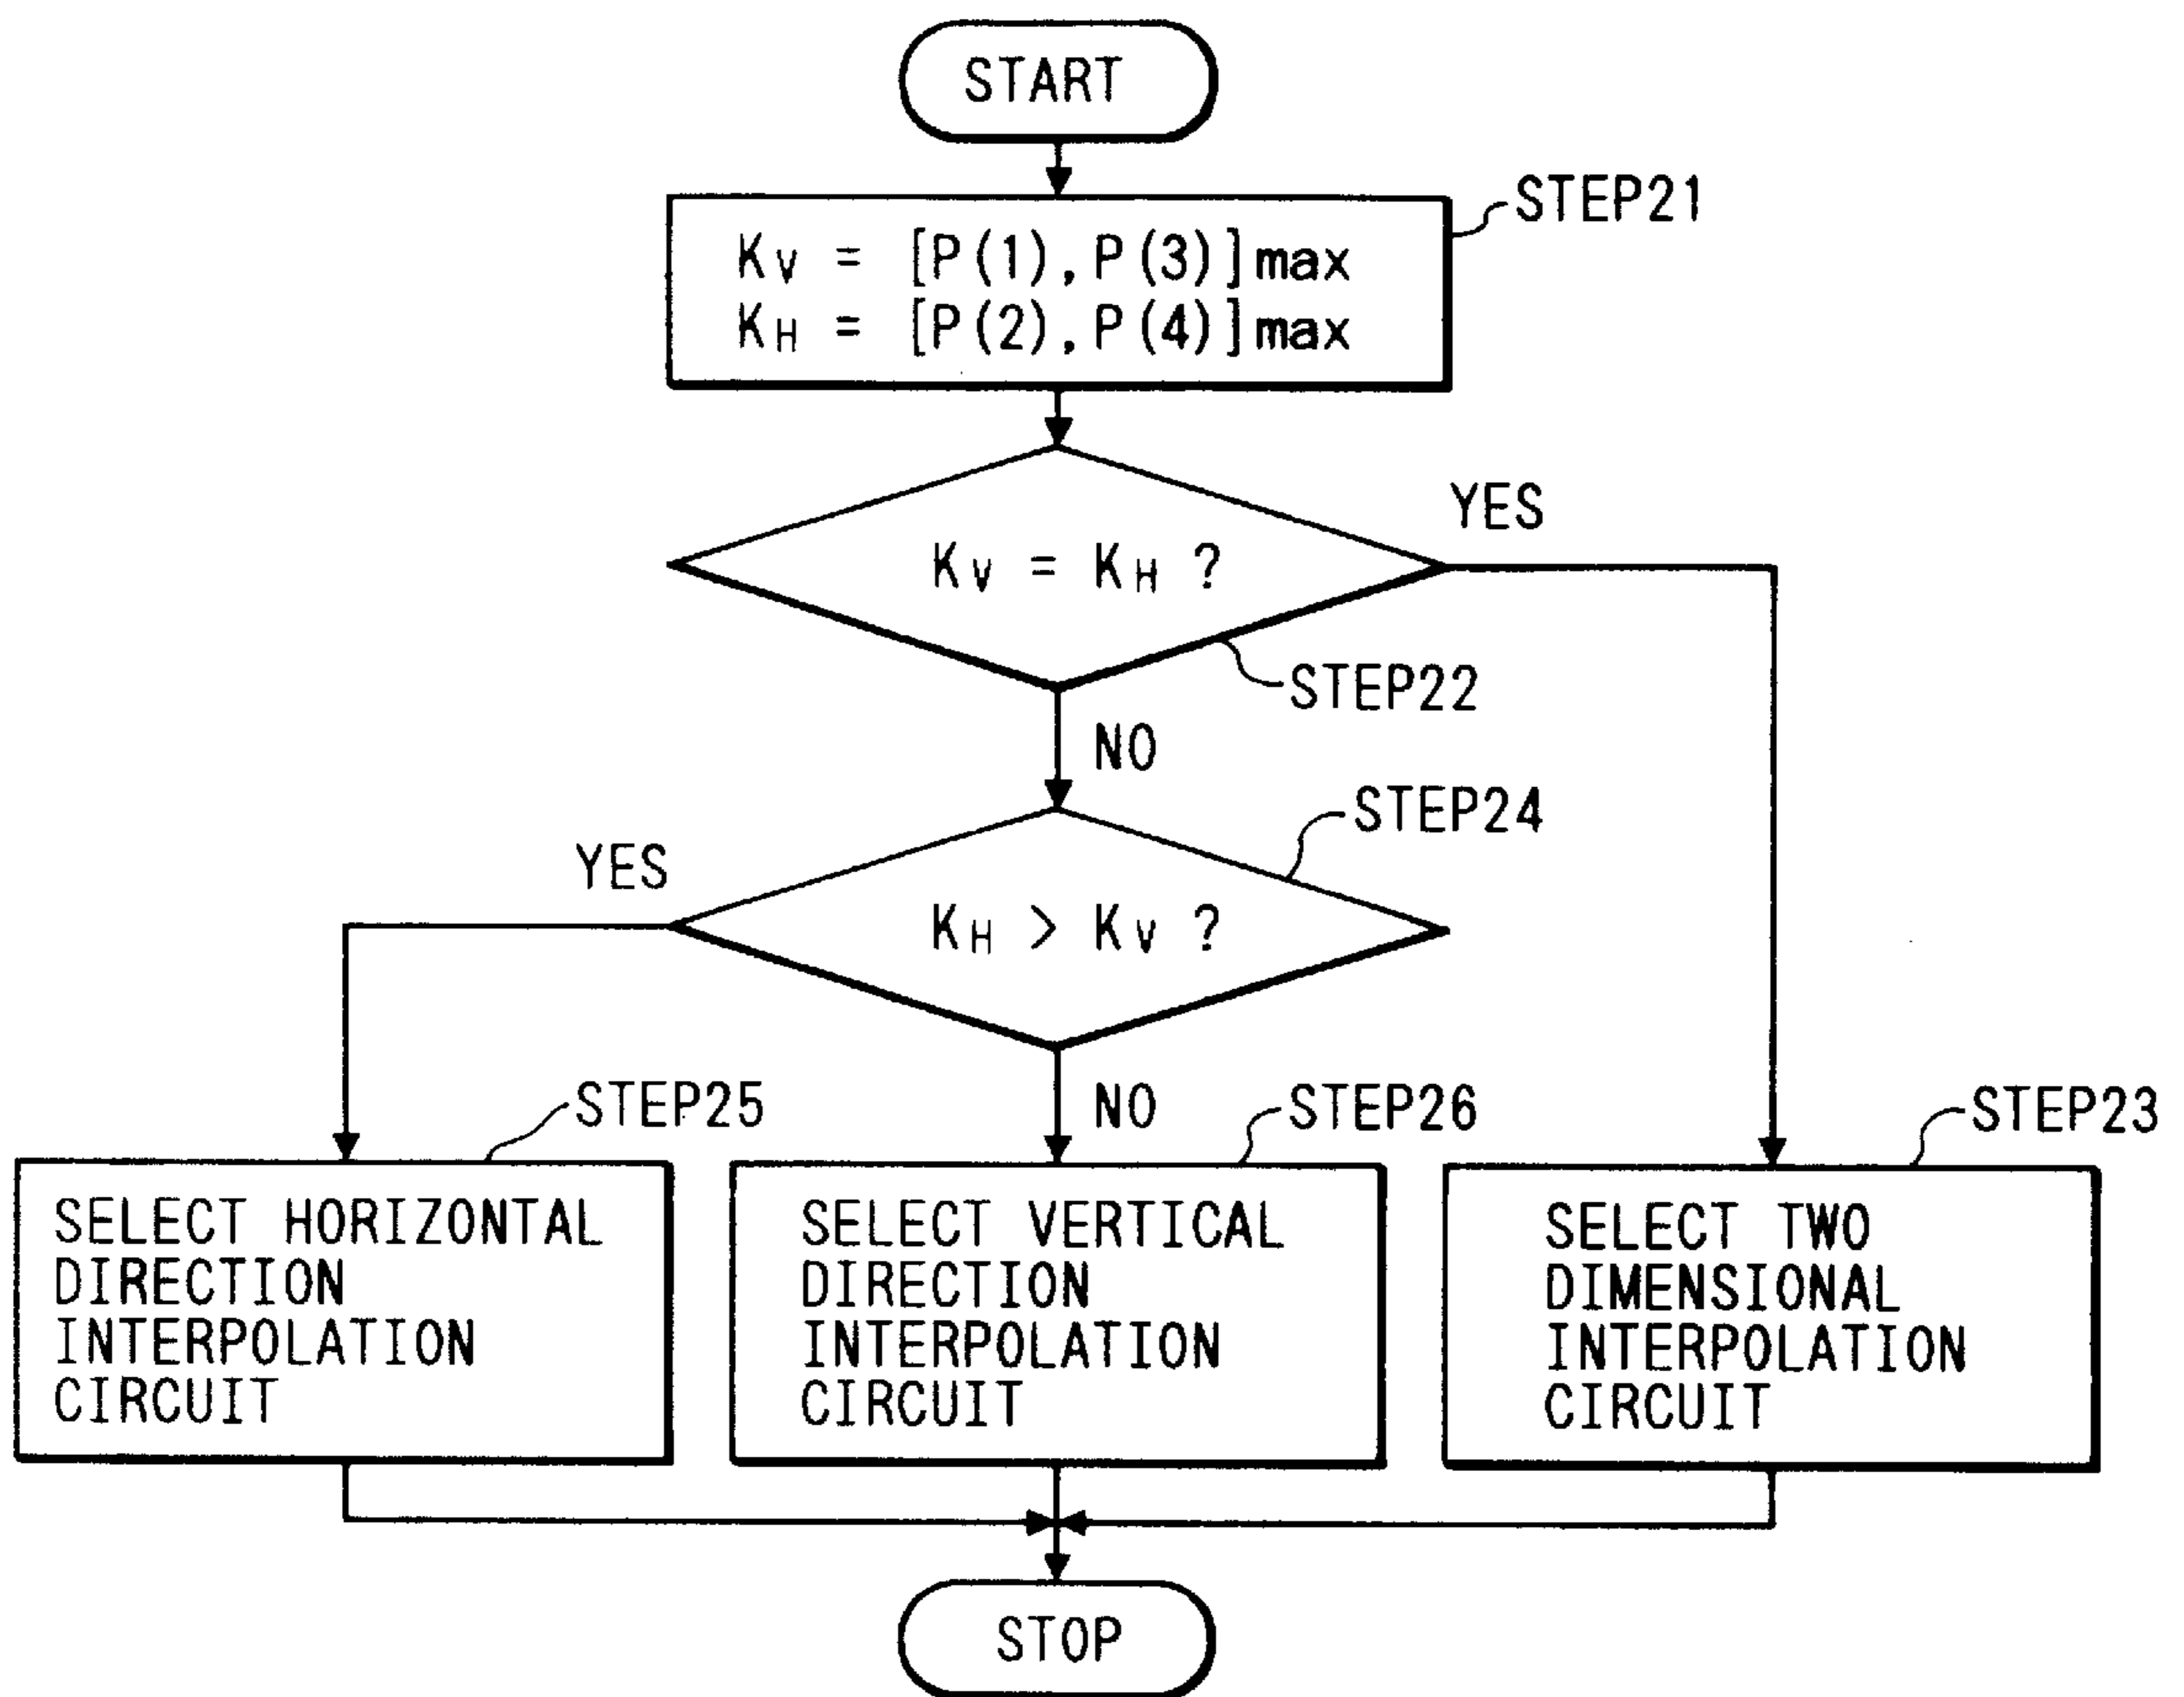 START
STEP21
KV = [P(1), P(3)]max
KH = [P(2), P(4)]max
YES
KV = KH ?
STEP22
NO
STEP24
YES
KH > KV ?
STEP25
NO
STEP26
STEP23
SELECT HORIZONTAL
DIRECTION
INTERPOLATION
CIRCUIT
SELECT VERTICAL
DIRECTION
INTERPOLATION
CIRCUIT
SELECT TWO
DIMENSIONAL
INTERPOLATION
CIRCUIT
STOP